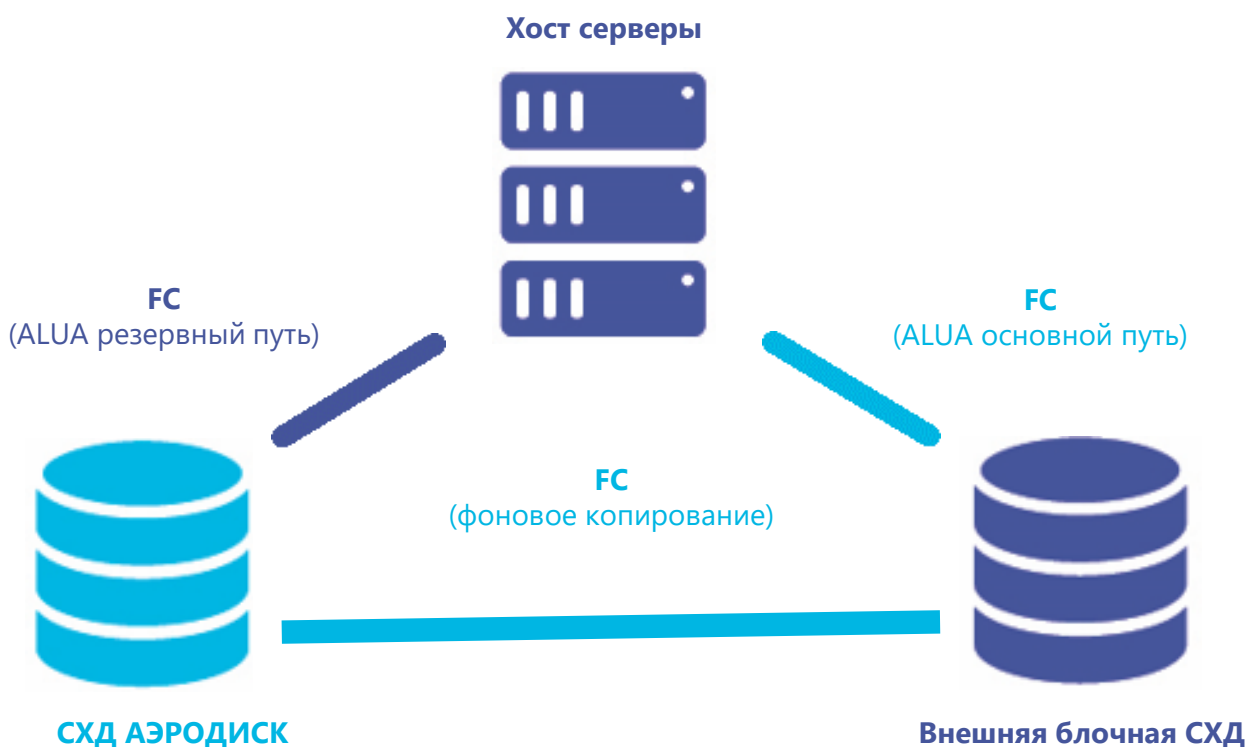 Хост серверы
FC
(ALUA резервный путь)
FC
(ALUA основной путь)
FC
(фоновое копирование)
СХД АЭРОДИСК
Внешняя блочная СХД